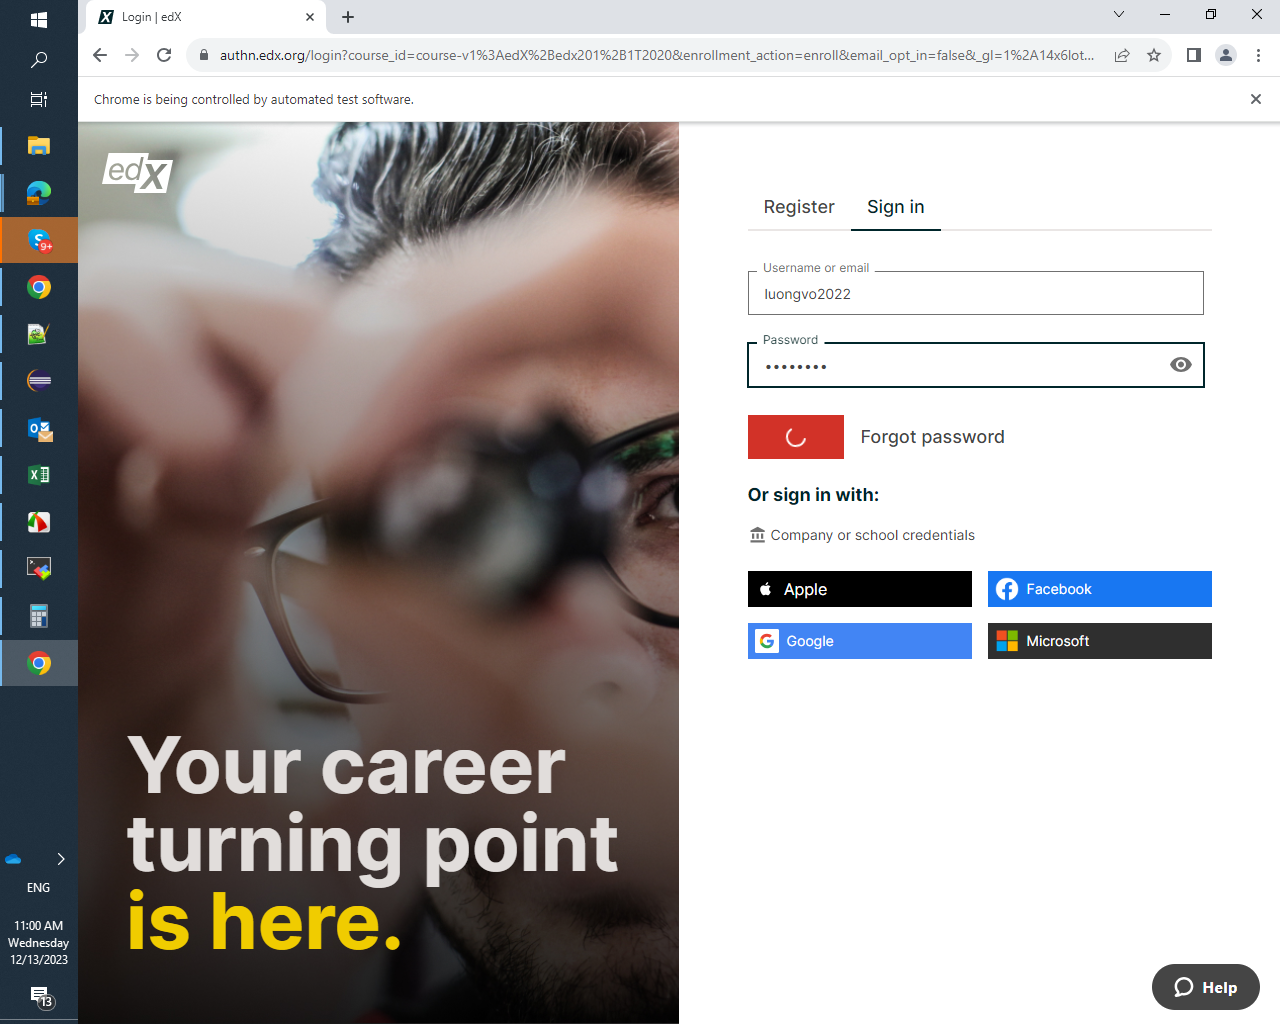 Login | edX
authn.edx.org/login?course_id=course-v1%3AedX%2Bedx201%2B1T2020&enrollment_action=enroll&email_opt_in=false&_gl=1%2A14x6lot...
Chrome is being controlled by automated test software.
edX
Register
Sign in
Username or email
luongvo2022
Password
Forgot password
Or sign in with:
Company or school credentials
Apple
Facebook
Google
Microsoft
Your career
turning point
is here.
Help
9+
ENG
11:00 AM
Wednesday
12/13/2023
13